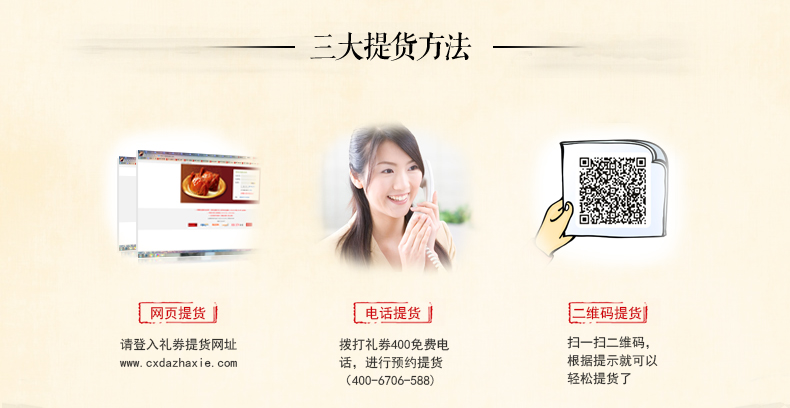 三大提货方法
网页提货
请登入礼券提货网址
www.cxdazhaxie.com
电话提货
拨打礼券400免费电
话，进行预约提货
（400-6706-588）
二维码提货
扫一扫二维码，
根据提示就可以
轻松提货了